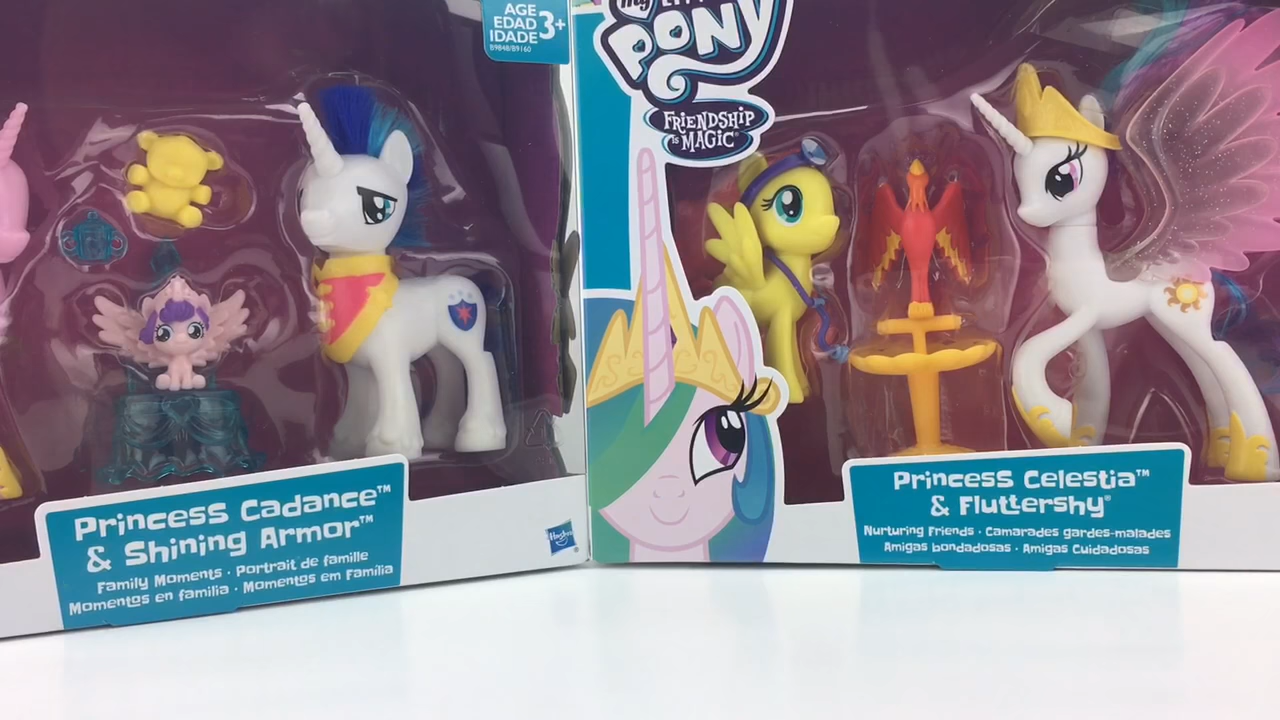 AGE
EDAD
IDADE 3+
B9848/B9160
Princess Cadance™
& Shining Armor™
Family Moments · Portrait de famille
Momentos en familia · Momentos em Família
Hasbro
my
PONY
FRIENDSHIP
IS MAGIC
Princess Celestia™
& Fluttershy®
Nurturing Friends · Camarades gardes-malades
Amigas bondadosas · Amigas Cuidadosas